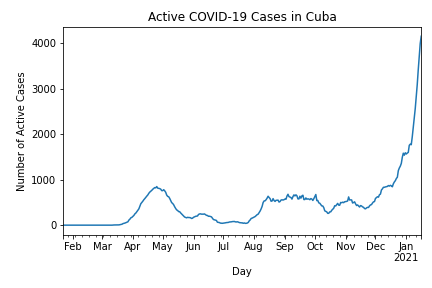 Active COVID-19 Cases in Cuba
Number of Active Cases
4000
3000
2000
1000
0
Feb Mar Apr May Jun Jul Aug Sep Oct Nov Dec Jan
2021
Day